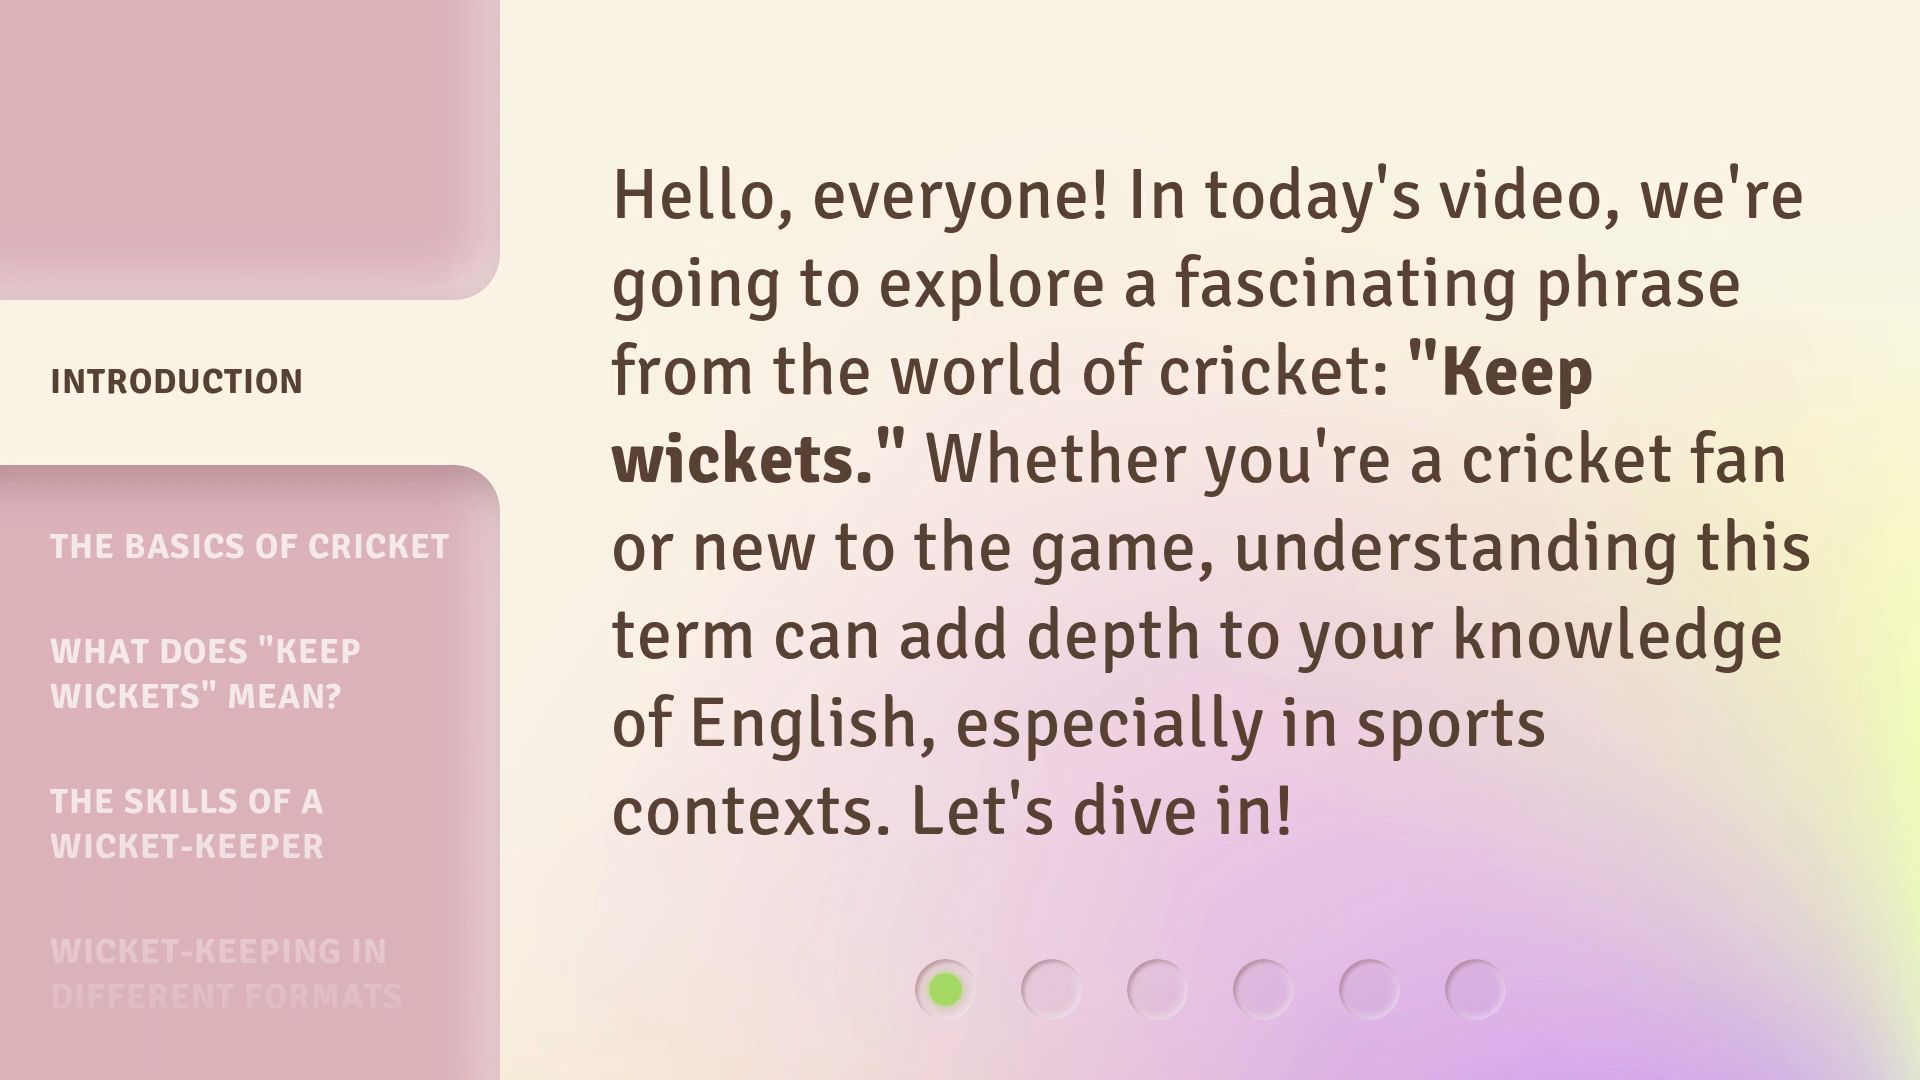 INTRODUCTION
THE BASICS OF CRICKET
WHAT DOES "KEEP
WICKETS" MEAN?
THE SKILLS OF A
WICKET-KEEPER
WICKET-KEEPING IN
DIFFERENT FORMATS
Hello, everyone! In today's video, we're
going to explore a fascinating phrase
from the world of cricket: "Keep
wickets." Whether you're a cricket fan
or new to the game, understanding this
term can add depth to your knowledge
of English, especially in sports
contexts. Let's dive in!